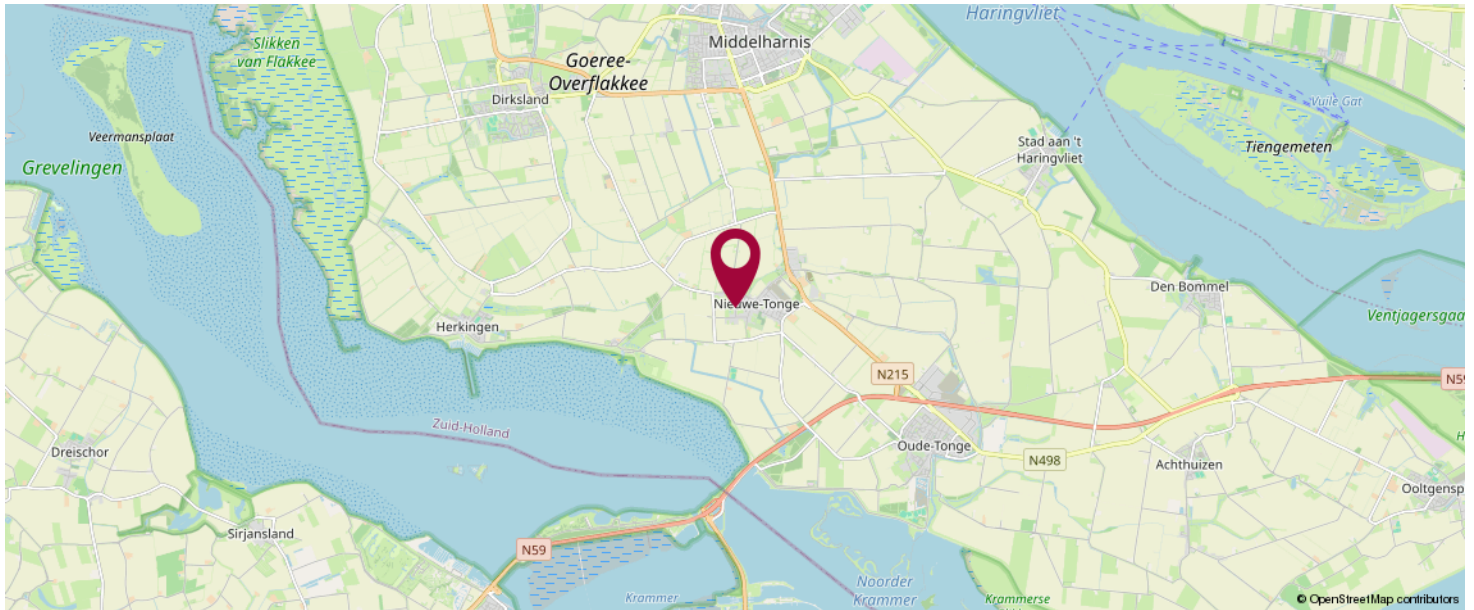 Haringvliet
Slikken
van Flakkee
Middelharnis
Goeree-
Overflakkee
Dirksland
Vuile Gat
Veermansplaat
Stad aan 't
Haringvliet
Tiengemeten
Grevelingen
Den Bommel
Nieuwe-Tonge
Ventjagersgaa
Herkingen
N215
N59
Zuid-Holland
Oude-Tonge
Dreischor
N498
Achthuizen
Ooltgensp
Sirjansland
N59
Noorder
Krammer
Krammer
Krammerse
© OpenStreetMap contributors